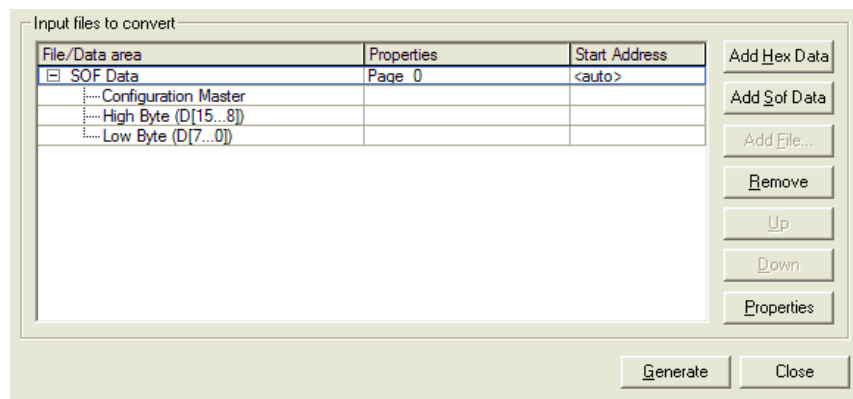 Input files to convert
File/Data area Properties Start Address
SOF Data Page_0 <auto>
Configuration Master
High Byte (D[15...8])
Low Byte (D[7...0])
Add Hex Data
Add Sof Data
Add File...
Remove
Up
Down
Properties
Generate Close